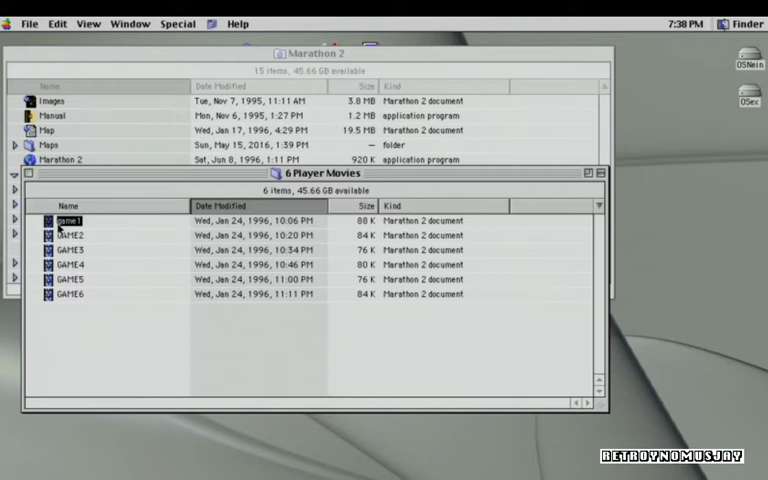 File Edit View Window Special Help 7:38 PM Finder
Marathon 2
15 items, 45.66 GB available
Name Date Modified Size Kind
Images Tue, Nov 7, 1995, 11:11 AM 3.8 MB Marathon 2 document
Manual Mon, Nov 6, 1995, 1:27 PM 1.2 MB application program
Map Wed, Jan 17, 1996, 4:29 PM 19.5 MB Marathon 2 document
Maps Sun, May 15, 2016, 1:39 PM — folder
Marathon 2 Sat, Jun 8, 1996, 1:11 PM 920 K application program
6 Player Movies
6 items, 45.66 GB available
Name Date Modified Size Kind
game1 Wed, Jan 24, 1996, 10:06 PM 88 K Marathon 2 document
GAME2 Wed, Jan 24, 1996, 10:20 PM 84 K Marathon 2 document
GAME3 Wed, Jan 24, 1996, 10:34 PM 76 K Marathon 2 document
GAME4 Wed, Jan 24, 1996, 10:46 PM 80 K Marathon 2 document
GAME5 Wed, Jan 24, 1996, 11:00 PM 76 K Marathon 2 document
GAME6 Wed, Jan 24, 1996, 11:11 PM 84 K Marathon 2 document
OSNein
OSex
RETROYNOMUSJAY